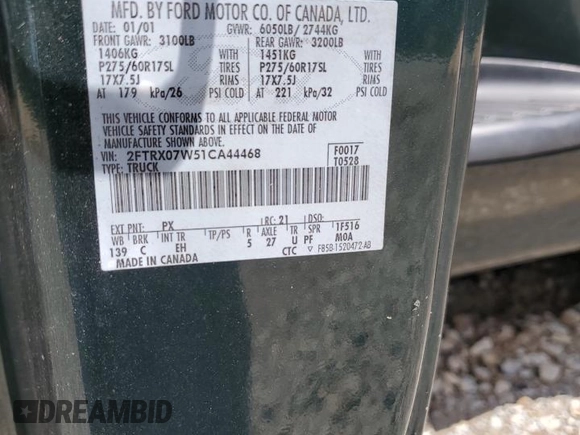 MFD. BY FORD MOTOR CO. OF CANADA, LTD.
DATE: 01/01 GVWR: 6050LB/ 2744KG
FRONT GAWR: 3100LB REAR GAWR: 3200LB
1406KG WITH 1451KG WITH
P275/60R17SL TIRES P275/60R17SL TIRES
17X7.5J RIMS 17X7.5J RIMS
AT 179 kPa/26 PSI COLD AT 221 kPa/32 PSI COLD
THIS VEHICLE CONFORMS TO ALL APPLICABLE FEDERAL MOTOR
VEHICLE SAFETY STANDARDS IN EFFECT ON THE DATE OF
MANUFACTURE SHOWN ABOVE.
VIN: 2FTRX07W51CA44468 F0017
TYPE: TRUCK T0528
EXT PNT: PX RC: 21 DSO:
WB BRK INT TR TP/PS R AXLE TR SPR 1F516
139 C EH 5 27 U PF M0A
MADE IN CANADA CTC F85B-1520472-AB
DREAMBID